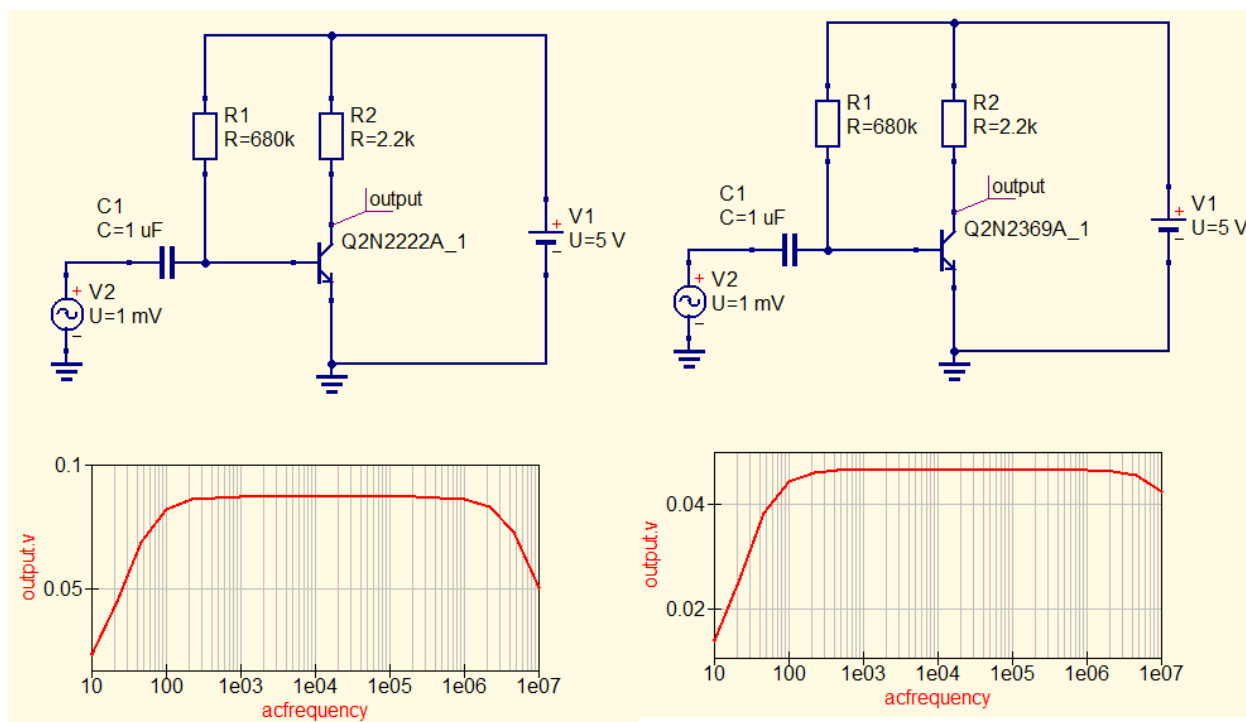 R1
R=680k
R2
R=2.2k
output
C1
C=1 uF
Q2N2222A_1
V1
U=5 V
V2
U=1 mV
+
−
+
R1
R=680k
R2
R=2.2k
output
C1
C=1 uF
Q2N2369A_1
V1
U=5 V
V2
U=1 mV
+
−
+
0.1
0.05
output.v
10 100 1e03 1e04 1e05 1e06 1e07
acfrequency
0.04
0.02
output.v
10 100 1e03 1e04 1e05 1e06 1e07
acfrequency